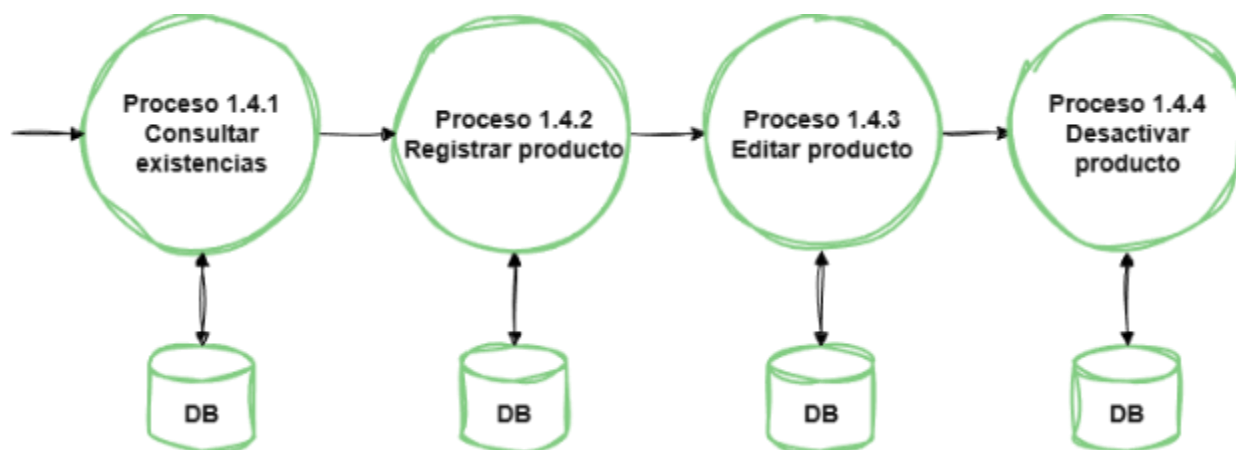 Proceso 1.4.1
Consultar
existencias
Proceso 1.4.2
Registrar producto
Proceso 1.4.3
Editar producto
Proceso 1.4.4
Desactivar
producto
DB
DB
DB
DB